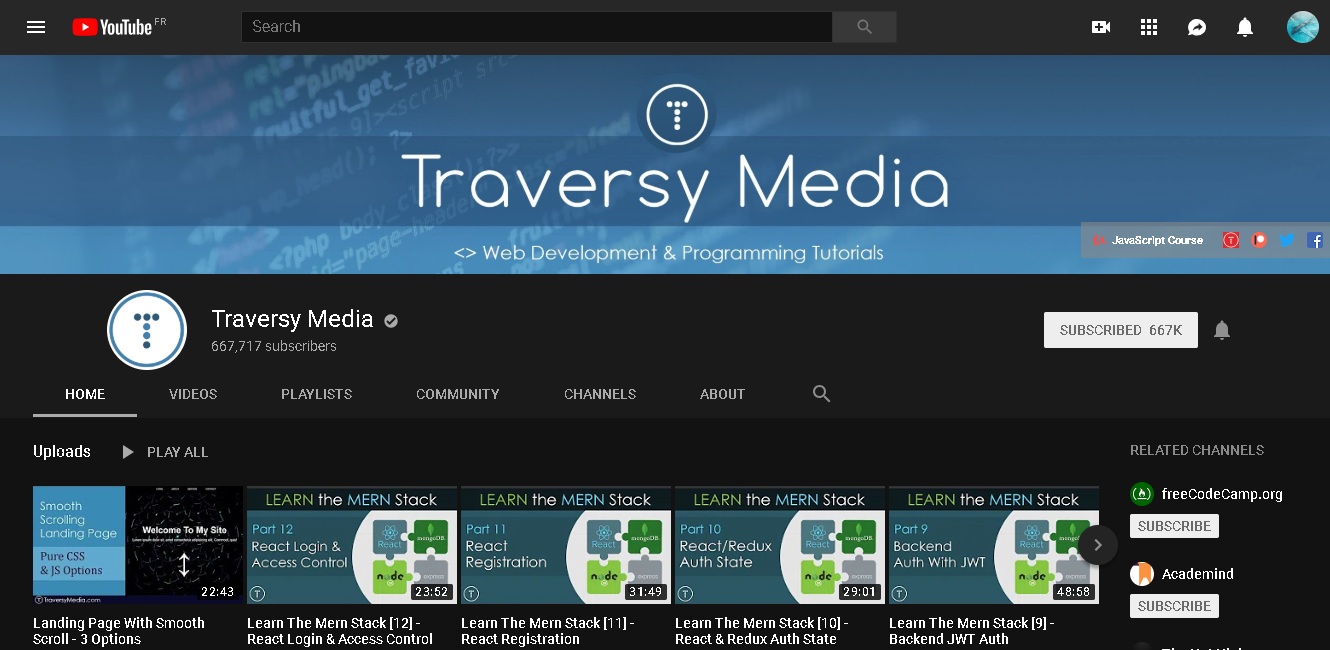 YouTube FR
Search
Traversy Media
<> Web Development & Programming Tutorials
JavaScript Course
Traversy Media
667,717 subscribers
SUBSCRIBED 667K
HOME VIDEOS PLAYLISTS COMMUNITY CHANNELS ABOUT
Uploads PLAY ALL
RELATED CHANNELS
freeCodeCamp.org
SUBSCRIBE
Academind
SUBSCRIBE
Smooth
Scrolling
Landing Page
Pure CSS
& JS Options
Welcome To My Site
TraversyMedia.com
22:43
Landing Page With Smooth
Scroll - 3 Options
LEARN the MERN Stack
Part 12
React Login &
Access Control
React
mongoDB
node
express
23:52
Learn The Mern Stack [12] -
React Login & Access Control
LEARN the MERN Stack
Part 11
React
Registration
React
mongoDB
node
express
31:49
Learn The Mern Stack [11] -
React Registration
LEARN the MERN Stack
Part 10
React/Redux
Auth State
React
mongoDB
node
express
29:01
Learn The Mern Stack [10] -
React & Redux Auth State
LEARN the MERN Stack
Part 9
Backend
Auth With JWT
React
mongoDB
node
express
48:58
Learn The Mern Stack [9] -
Backend JWT Auth